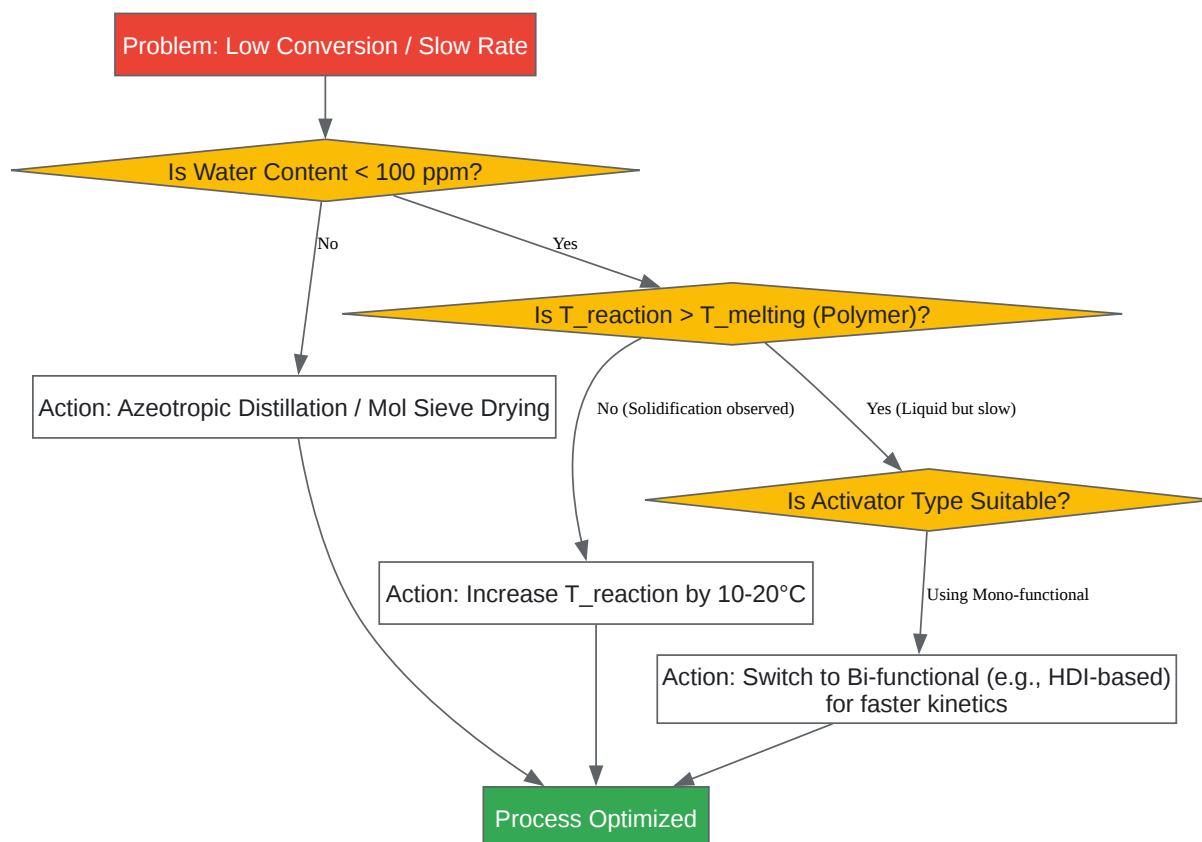 Problem: Low Conversion / Slow Rate
Is Water Content < 100 ppm?
No
Yes
Is T_reaction > T_melting (Polymer)?
Action: Azeotropic Distillation / Mol Sieve Drying
No (Solidification observed)
Yes (Liquid but slow)
Is Activator Type Suitable?
Action: Increase T_reaction by 10-20°C
Using Mono-functional
Action: Switch to Bi-functional (e.g., HDI-based)
for faster kinetics
Process Optimized